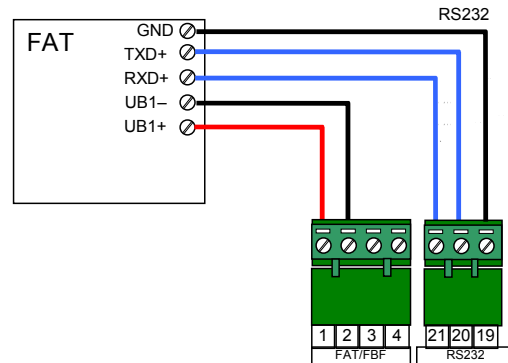 RS232
FAT
GND
TXD+
RXD+
UB1–
UB1+
1 2 3 4
21 20 19
FAT/FBF
RS232